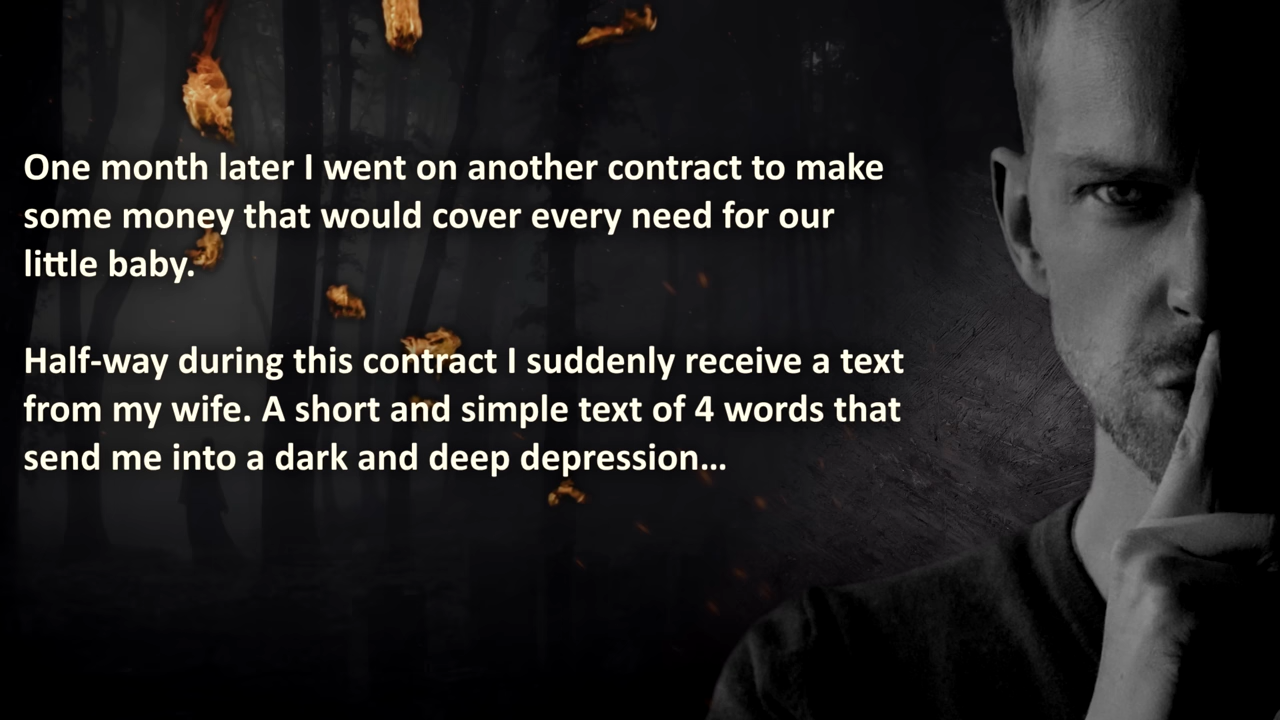 One month later I went on another contract to make
some money that would cover every need for our
little baby.
Half-way during this contract I suddenly receive a text
from my wife. A short and simple text of 4 words that
send me into a dark and deep depression...